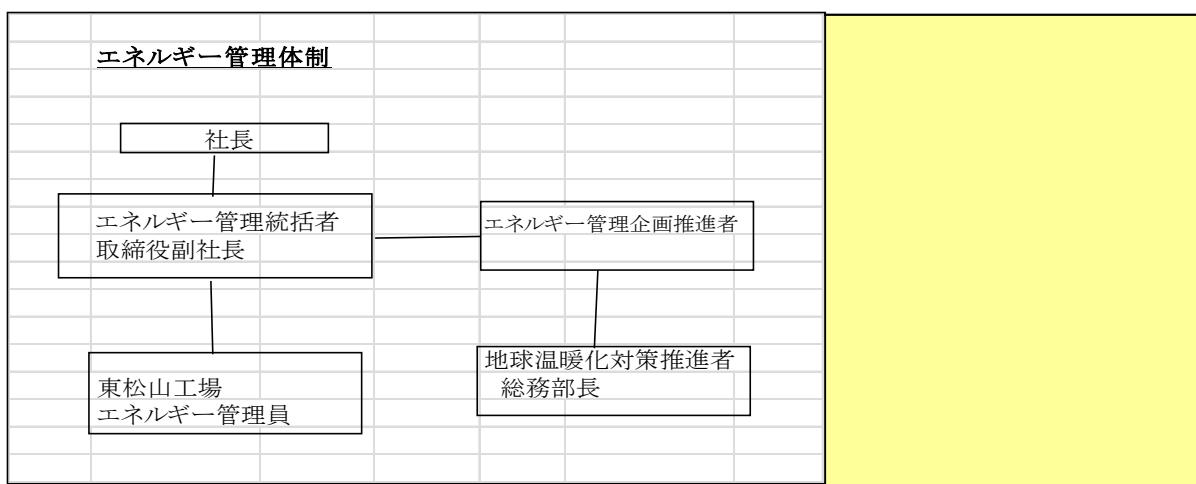 エネルギー管理体制
社長
エネルギー管理統括者
取締役副社長
エネルギー管理企画推進者
東松山工場
エネルギー管理員
地球温暖化対策推進者
総務部長